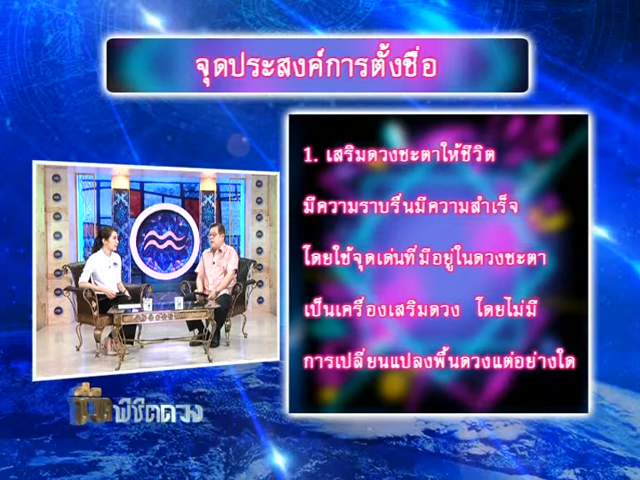 จุดประสงค์การตั้งชื่อ
1. เสริมดวงชะตาให้ชีวิต
มีความราบรื่นมีความสำเร็จ
โดยใช้จุดเด่นที่มีอยู่ในดวงชะตา
เป็นเครื่องเสริมดวง โดยไม่มี
การเปลี่ยนแปลงพื้นดวงแต่อย่างใด
พิชิตดวง